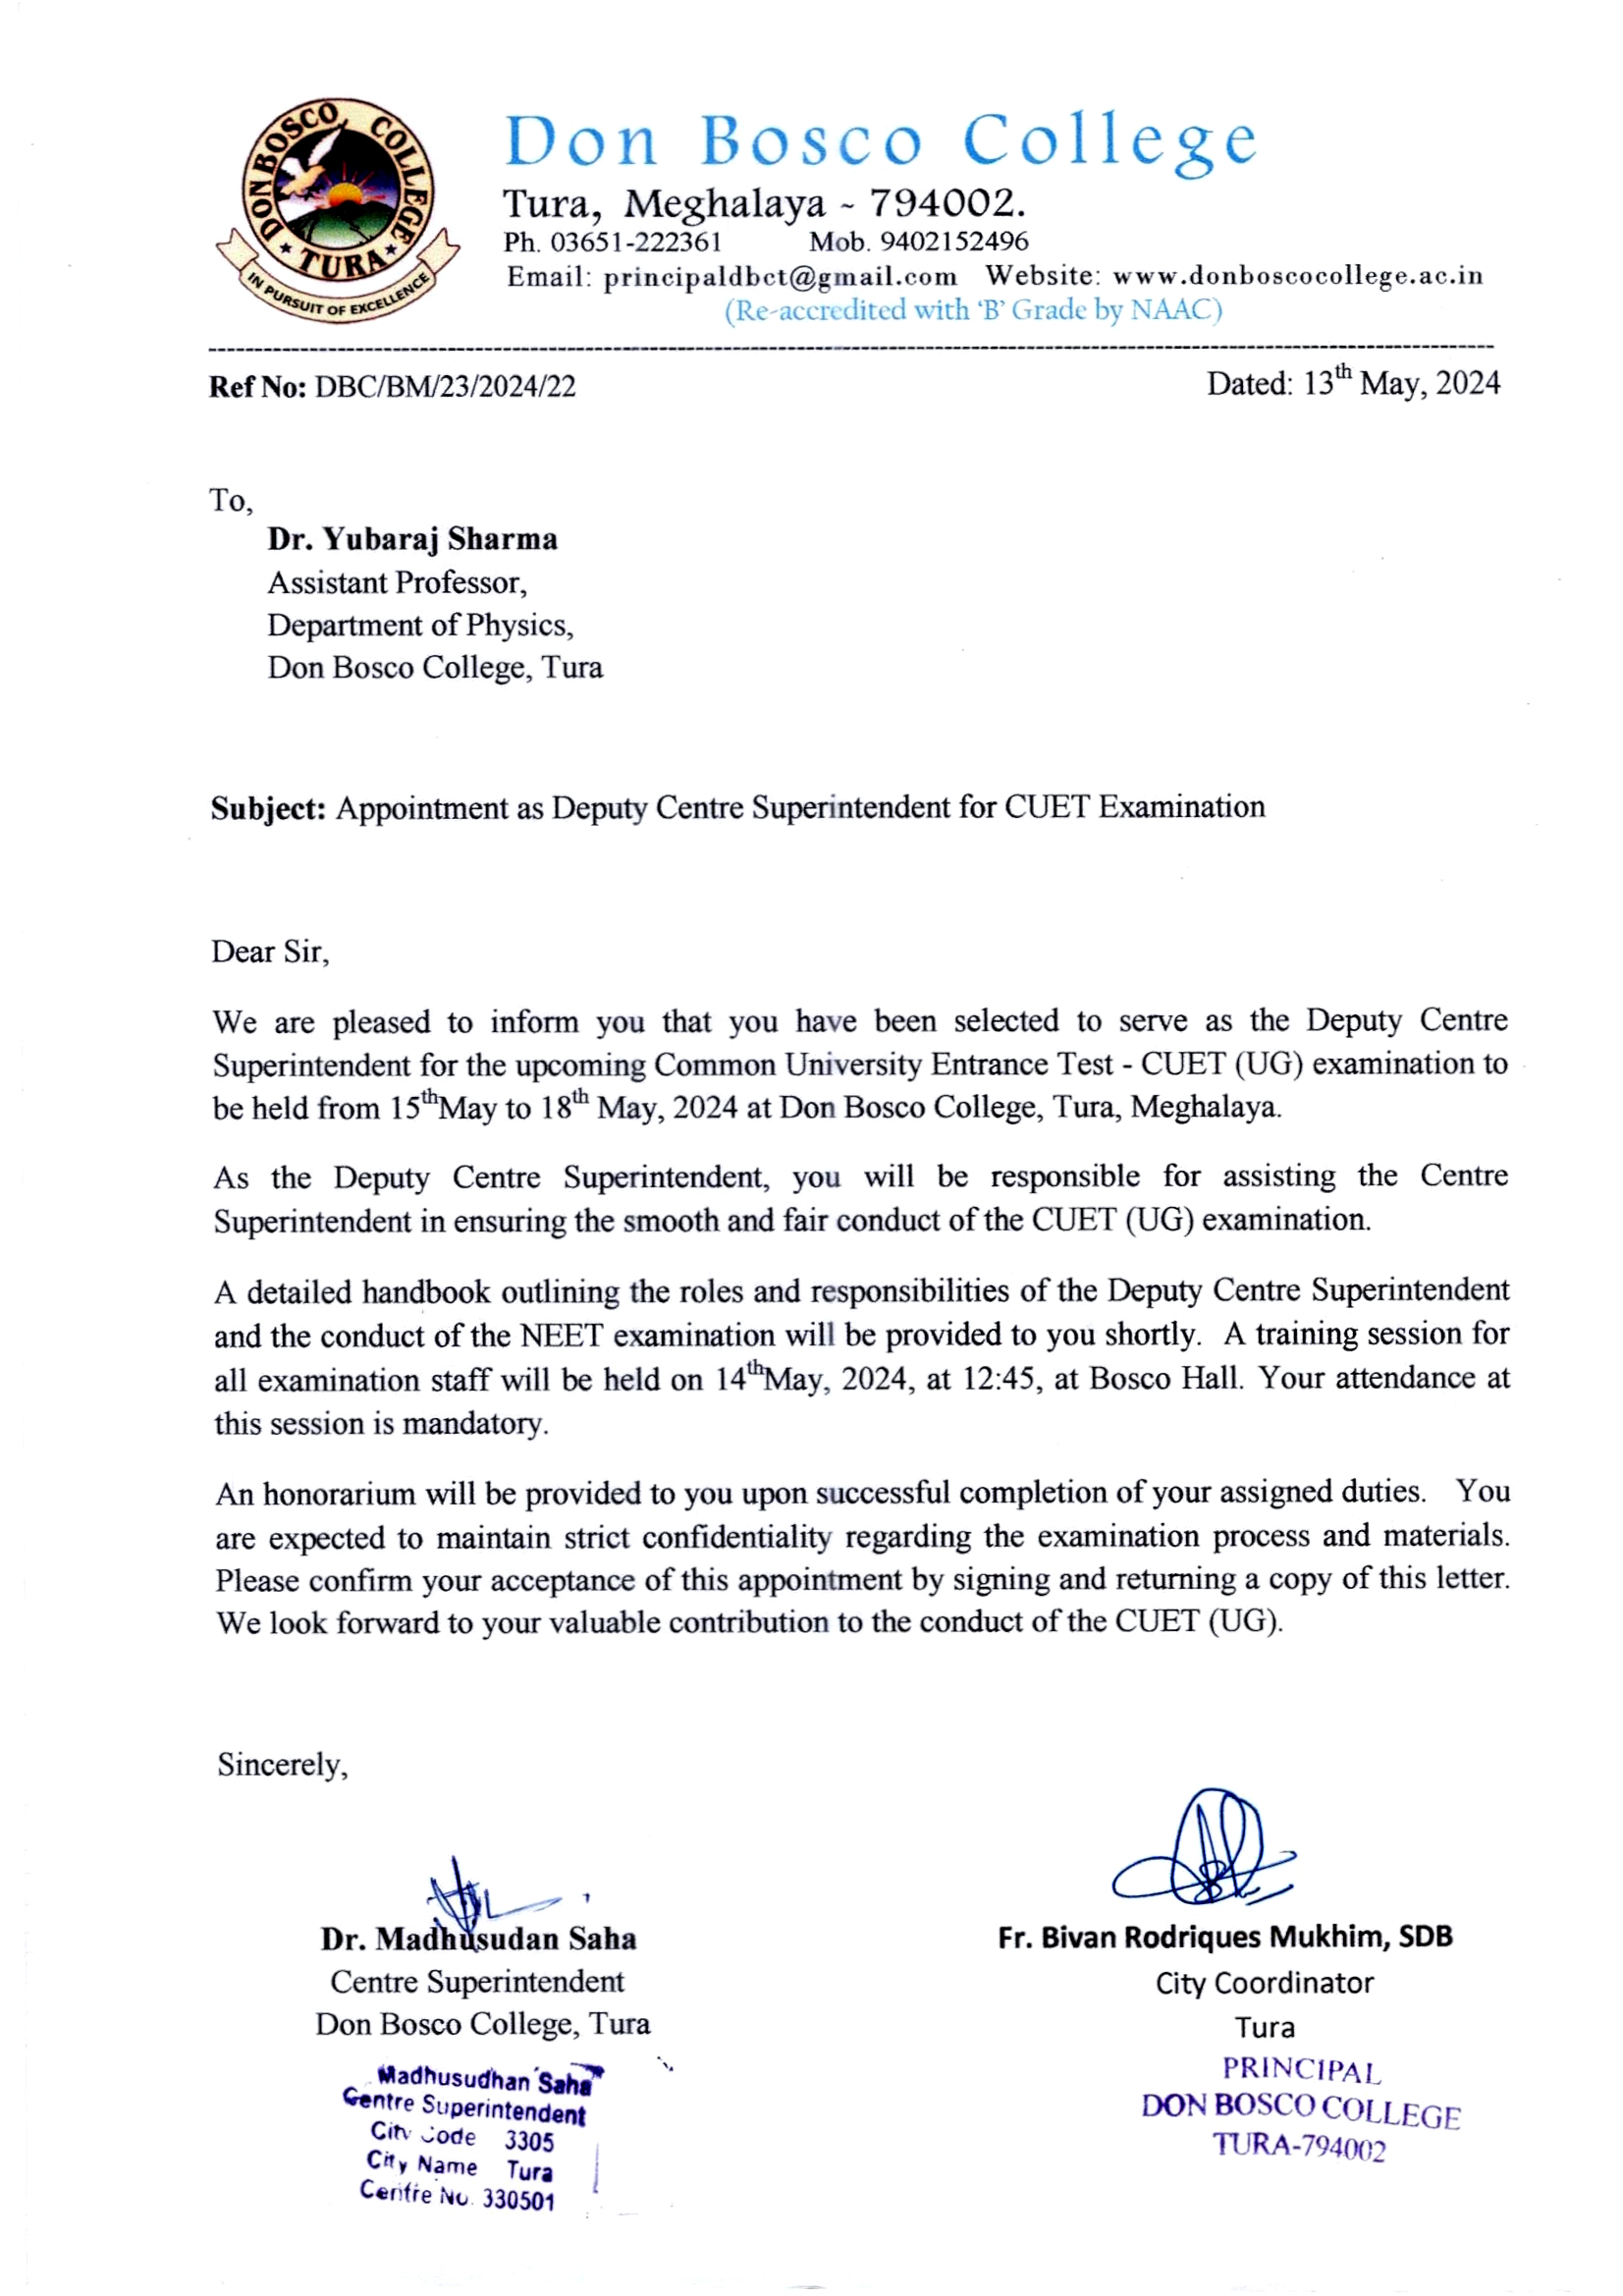 DON BOSCO COLLEGE
TURA
IN PURSUIT OF EXCELLENCE
Don Bosco College
Tura, Meghalaya ~ 794002.
Ph. 03651-222361 Mob. 9402152496
Email: principaldbct@gmail.com Website: www.donboscocollege.ac.in
(Re-accredited with 'B' Grade by NAAC)
Ref No: DBC/BM/23/2024/22 Dated: 13th May, 2024
To,
Dr. Yubaraj Sharma
Assistant Professor,
Department of Physics,
Don Bosco College, Tura
Subject: Appointment as Deputy Centre Superintendent for CUET Examination
Dear Sir,
We are pleased to inform you that you have been selected to serve as the Deputy Centre
Superintendent for the upcoming Common University Entrance Test - CUET (UG) examination to
be held from 15thMay to 18th May, 2024 at Don Bosco College, Tura, Meghalaya.
As the Deputy Centre Superintendent, you will be responsible for assisting the Centre
Superintendent in ensuring the smooth and fair conduct of the CUET (UG) examination.
A detailed handbook outlining the roles and responsibilities of the Deputy Centre Superintendent
and the conduct of the NEET examination will be provided to you shortly. A training session for
all examination staff will be held on 14thMay, 2024, at 12:45, at Bosco Hall. Your attendance at
this session is mandatory.
An honorarium will be provided to you upon successful completion of your assigned duties. You
are expected to maintain strict confidentiality regarding the examination process and materials.
Please confirm your acceptance of this appointment by signing and returning a copy of this letter.
We look forward to your valuable contribution to the conduct of the CUET (UG).
Sincerely,
Dr. Madhusudan Saha
Centre Superintendent
Don Bosco College, Tura
Madhusudhan Saha
Centre Superintendent
City Code 3305
City Name Tura
Centre No. 330501
Fr. Bivan Rodriques Mukhim, SDB
City Coordinator
Tura
PRINCIPAL
DON BOSCO COLLEGE
TURA-794002